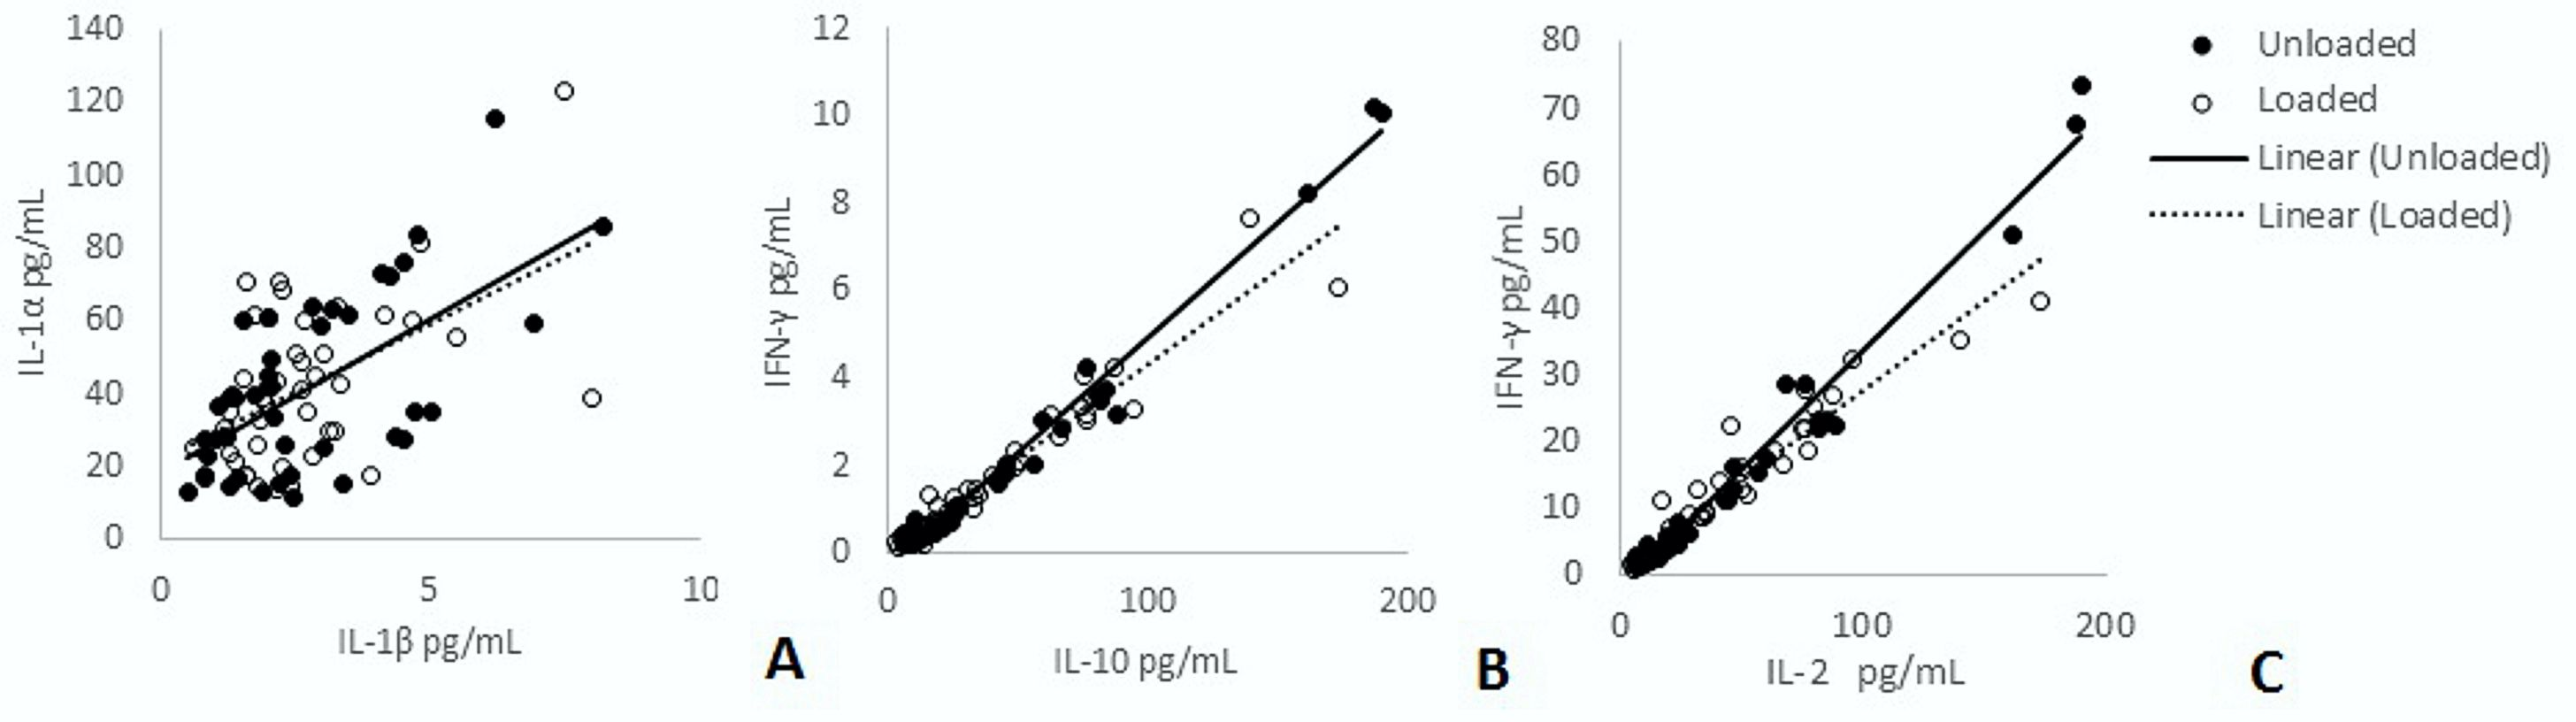 140
120
100
80
60
40
20
0
IL-1α pg/mL
0 5 10
IL-1β pg/mL
A
12
10
8
6
4
2
0
IFN-γ pg/mL
0 100 200
IL-10 pg/mL
B
80
70
60
50
40
30
20
10
0
IFN-γ pg/mL
0 100 200
IL-2 pg/mL
C
Unloaded
Loaded
Linear (Unloaded)
Linear (Loaded)